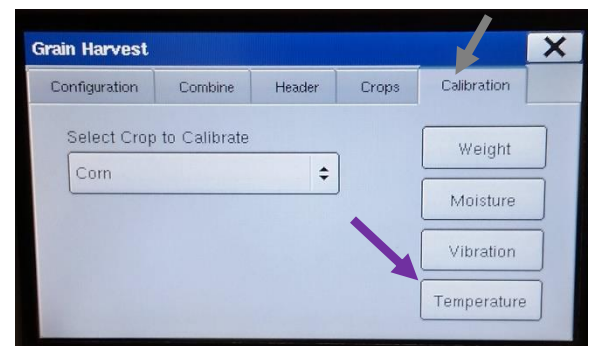 Grain Harvest
Configuration Combine Header Crops Calibration
Select Crop to Calibrate
Corn
Weight
Moisture
Vibration
Temperature